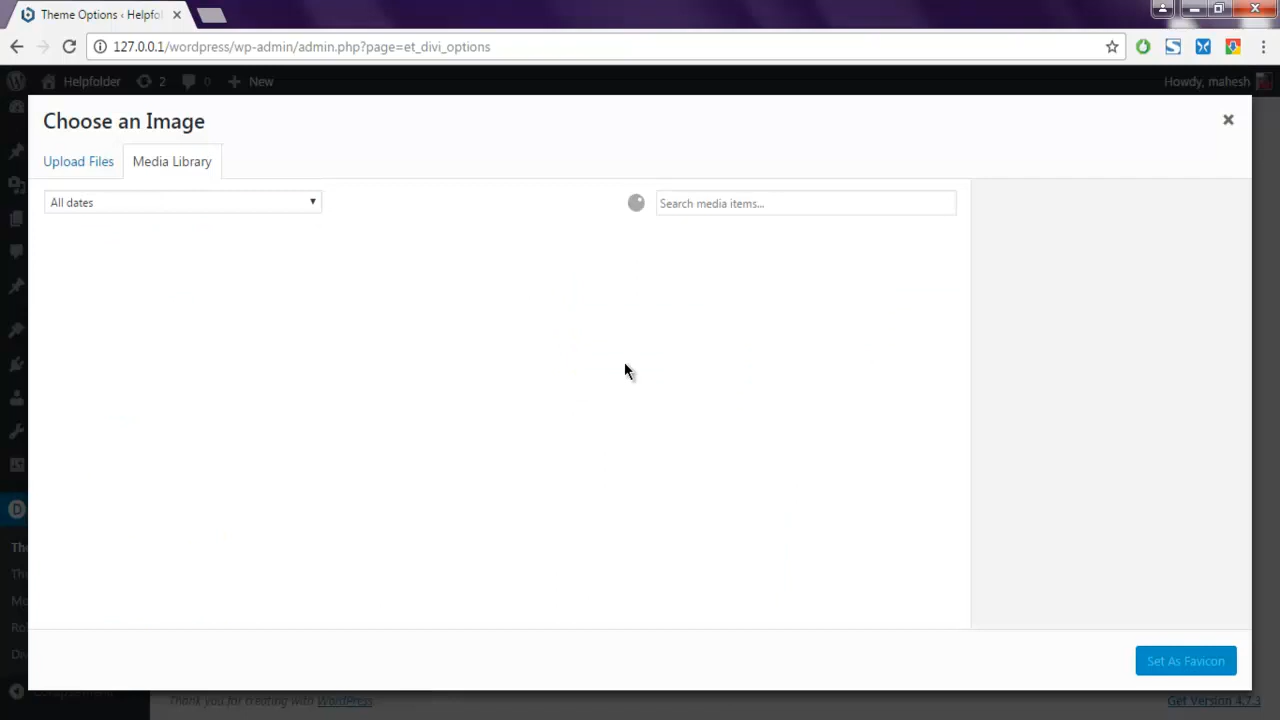 Theme Options ‹ Helpfol
127.0.0.1/wordpress/wp-admin/admin.php?page=et_divi_options
Helpfolder
2
0
New
Howdy, mahesh
Choose an Image
Upload Files
Media Library
All dates
Search media items...
D
Set As Favicon
Thank you for creating with WordPress
Get Version 4.7.3